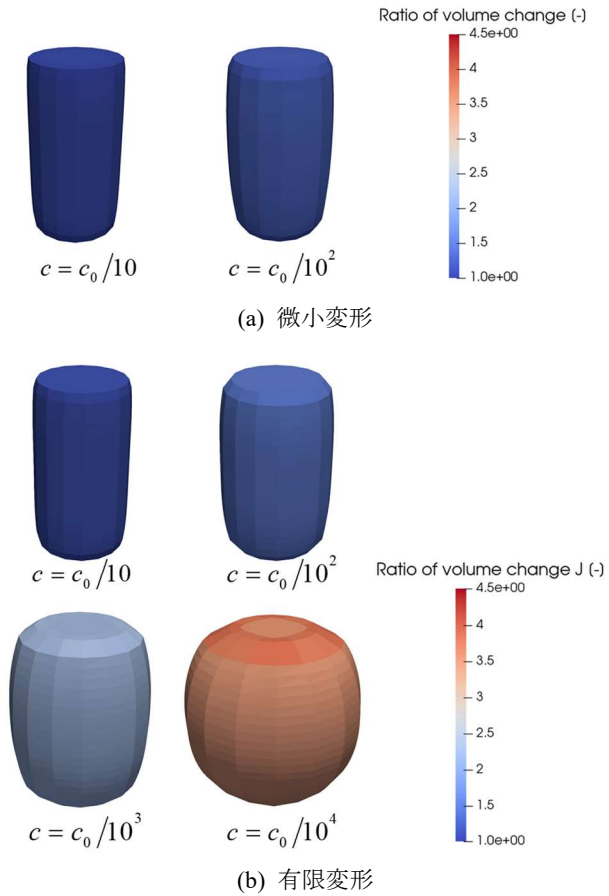 Ratio of volume change (-)
4.5e+00
4
3.5
3
2.5
2
1.5
1.0e+00
c = c₀/10
c = c₀/10²
(a) 微小変形
c = c₀/10
c = c₀/10²
Ratio of volume change J (-)
4.5e+00
4
3.5
3
2.5
2
1.5
1.0e+00
c = c₀/10³
c = c₀/10⁴
(b) 有限変形